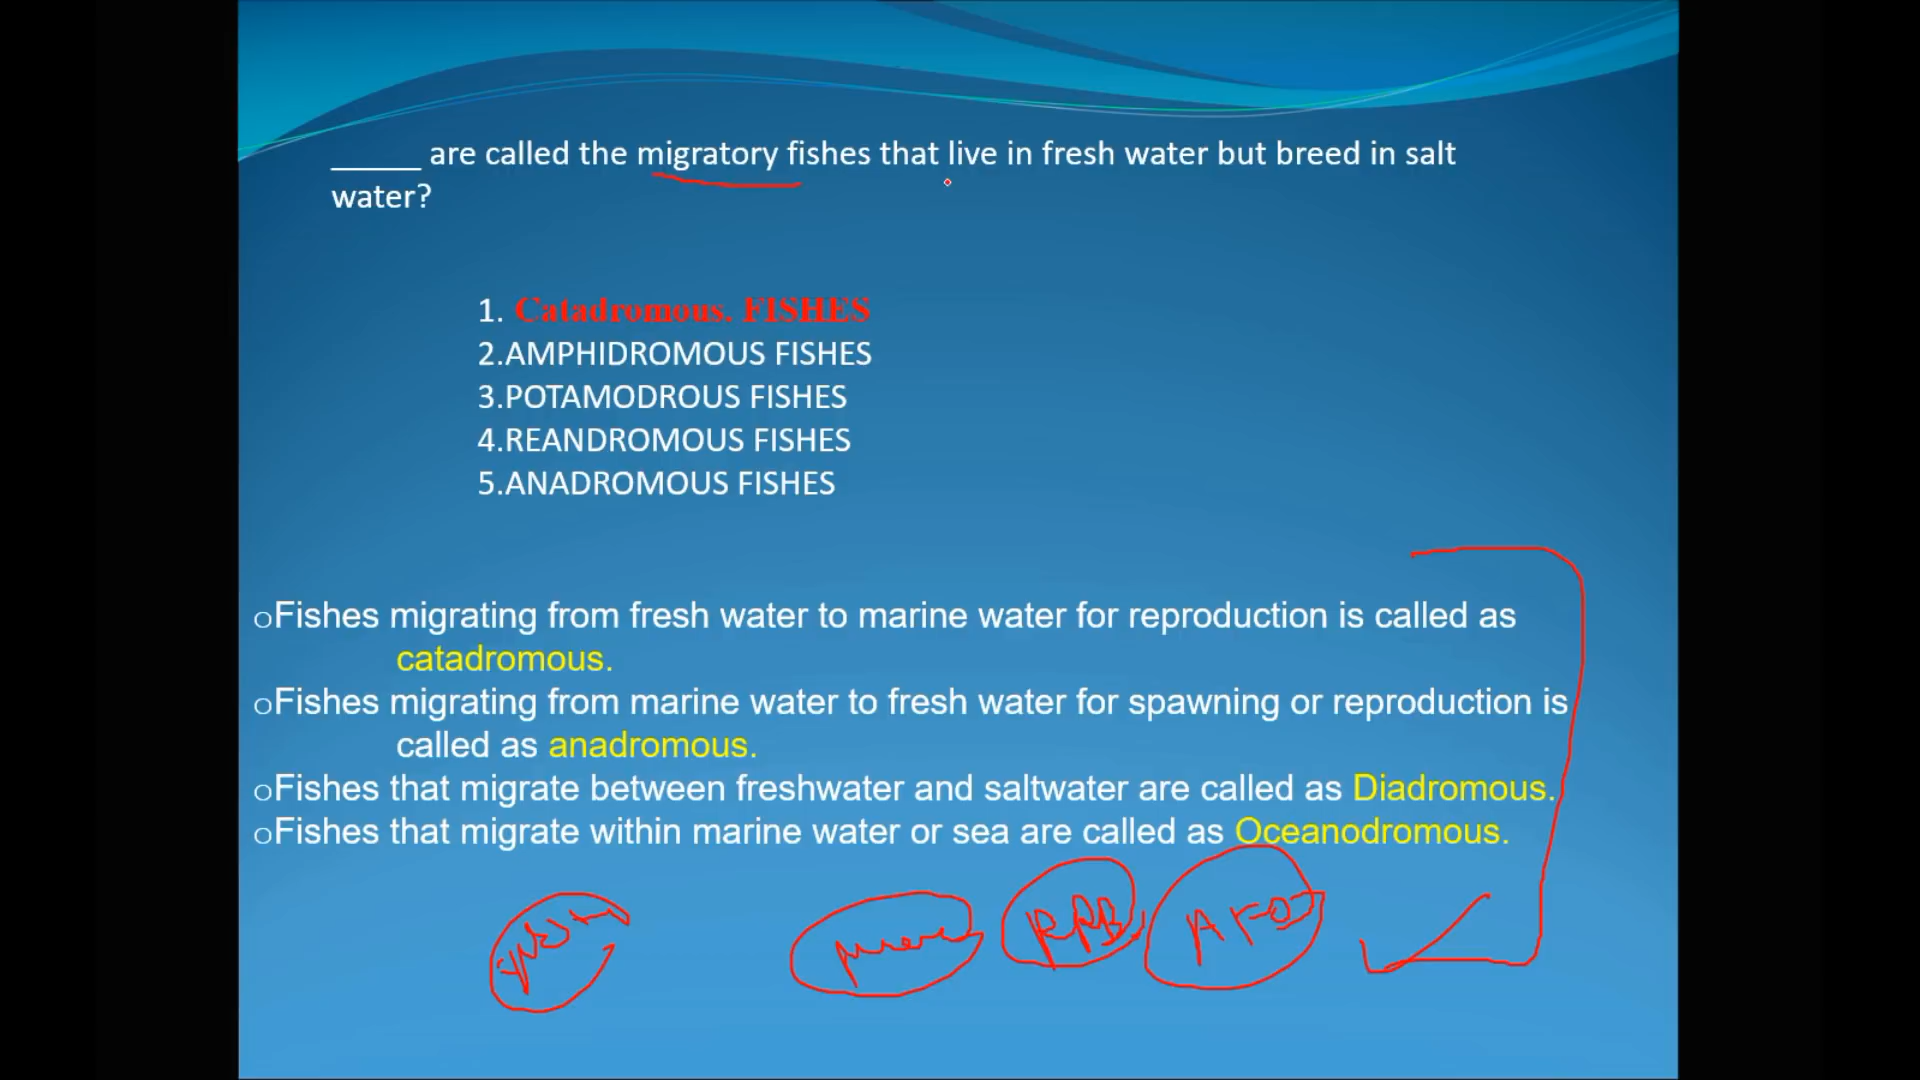 _____ are called the migratory fishes that live in fresh water but breed in salt
water?
1. Catadromous. FISHES
2.AMPHIDROMOUS FISHES
3.POTAMODROUS FISHES
4.REANDROMOUS FISHES
5.ANADROMOUS FISHES
oFishes migrating from fresh water to marine water for reproduction is called as
catadromous.
oFishes migrating from marine water to fresh water for spawning or reproduction is
called as anadromous.
oFishes that migrate between freshwater and saltwater are called as Diadromous.
oFishes that migrate within marine water or sea are called as Oceanodromous.